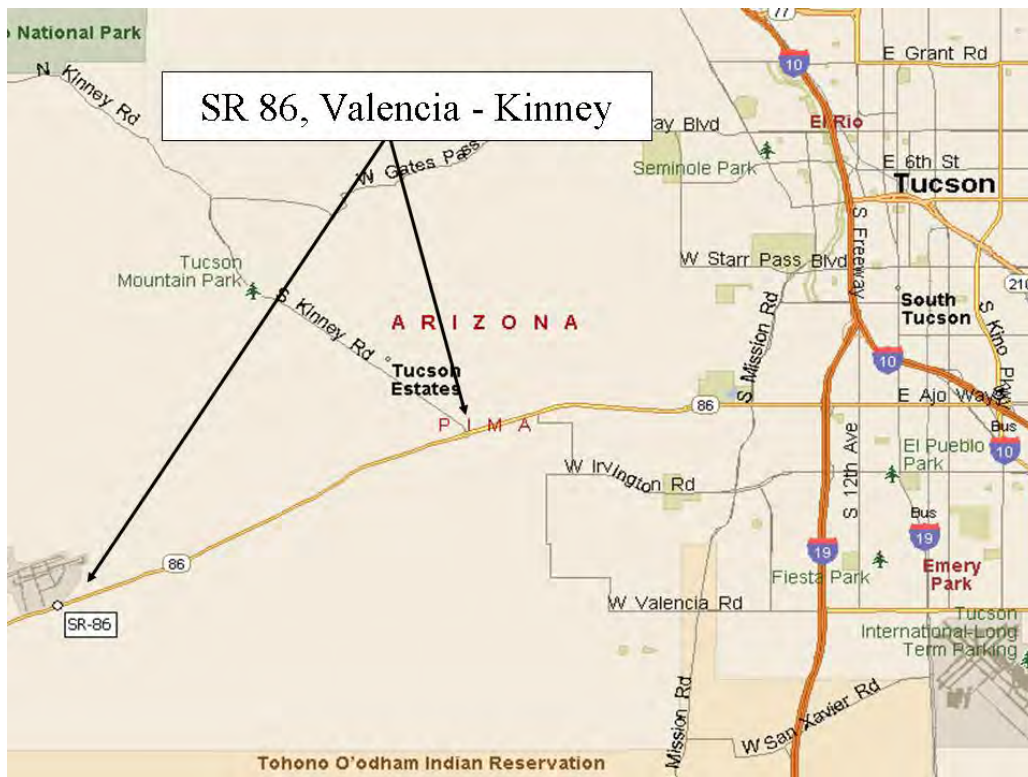 o National Park
77
E Grant Rd
N Kinney Rd
10
SR 86, Valencia - Kinney
ay Blvd
El Rio
W Gates Pass
Seminole Park
E 6th St
Tucson
S Freeway
W Starr Pass Blvd
Tucson
Mountain Park
210
S Kinney Rd
ARIZONA
South
Tucson
S Mission Rd
S Kino Pkwy
10
Tucson
Estates
86
E Ajo Way
PIMA
Bus
10
S 12th Ave
El Pueblo
Park
W Irvington Rd
Bus
19
86
19
Fiesta Park
Emery
Park
W Valencia Rd
SR-86
Tucson
International-Long
Term Parking
Mission Rd
W San Xavier Rd
Tohono O'odham Indian Reservation